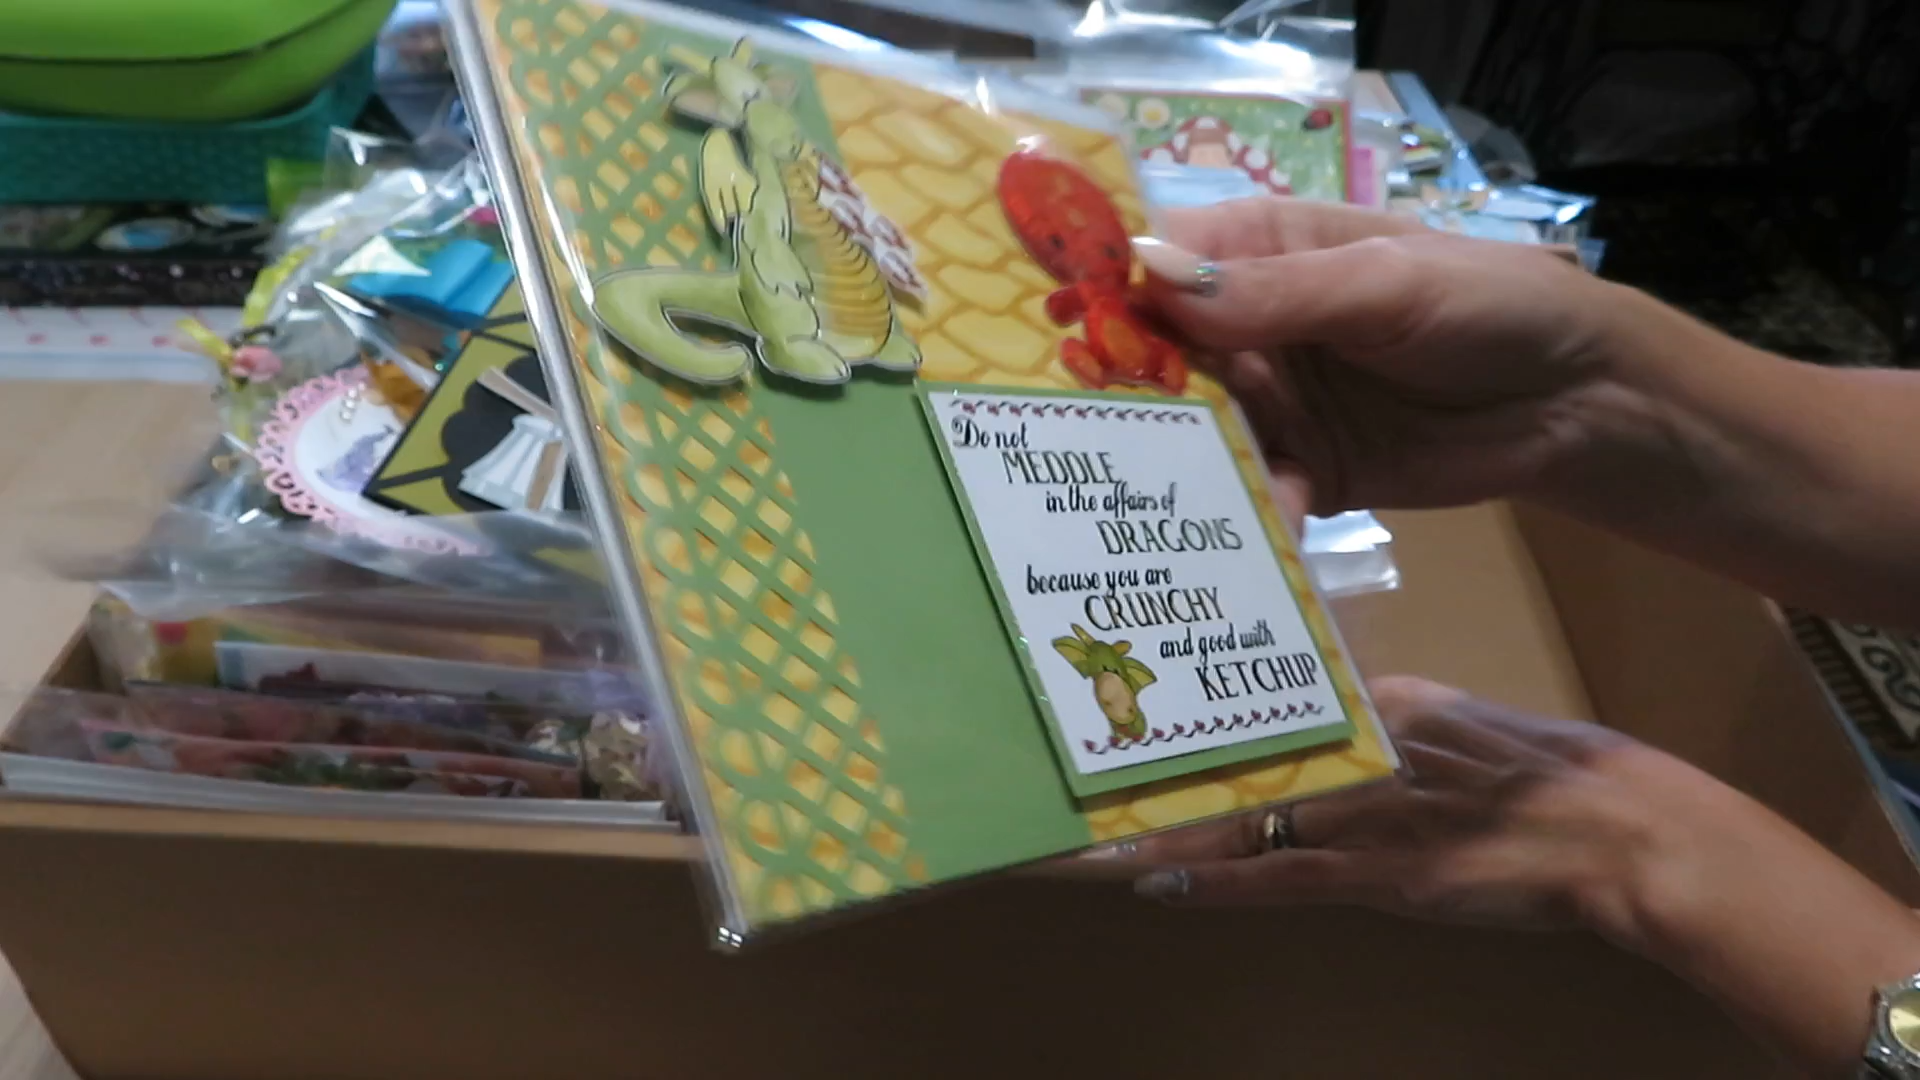 Do not
MEDDLE
in the affairs of
DRAGONS
because you are
CRUNCHY
and good with
KETCHUP